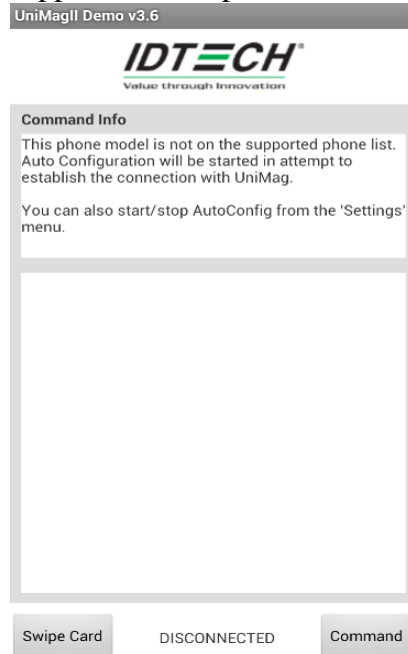 UniMagII Demo v3.6
IDTECH®
Value through Innovation
Command Info
This phone model is not on the supported phone list.
Auto Configuration will be started in attempt to
establish the connection with UniMag.
You can also start/stop AutoConfig from the 'Settings'
menu.
Swipe Card DISCONNECTED Command